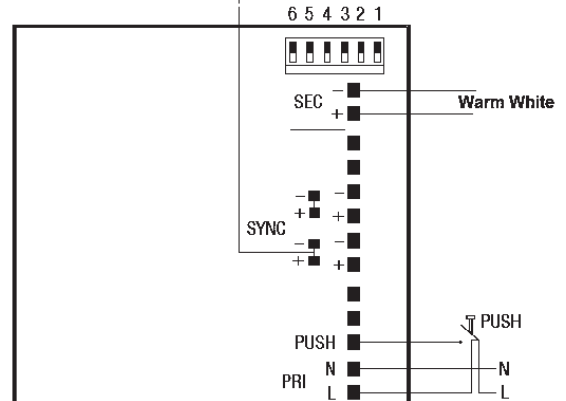 6 5 4 3 2 1
SEC
−
+
Warm White
− −
+ +
SYNC
− −
+ +
PUSH
PUSH
N
N
PRI
L
L